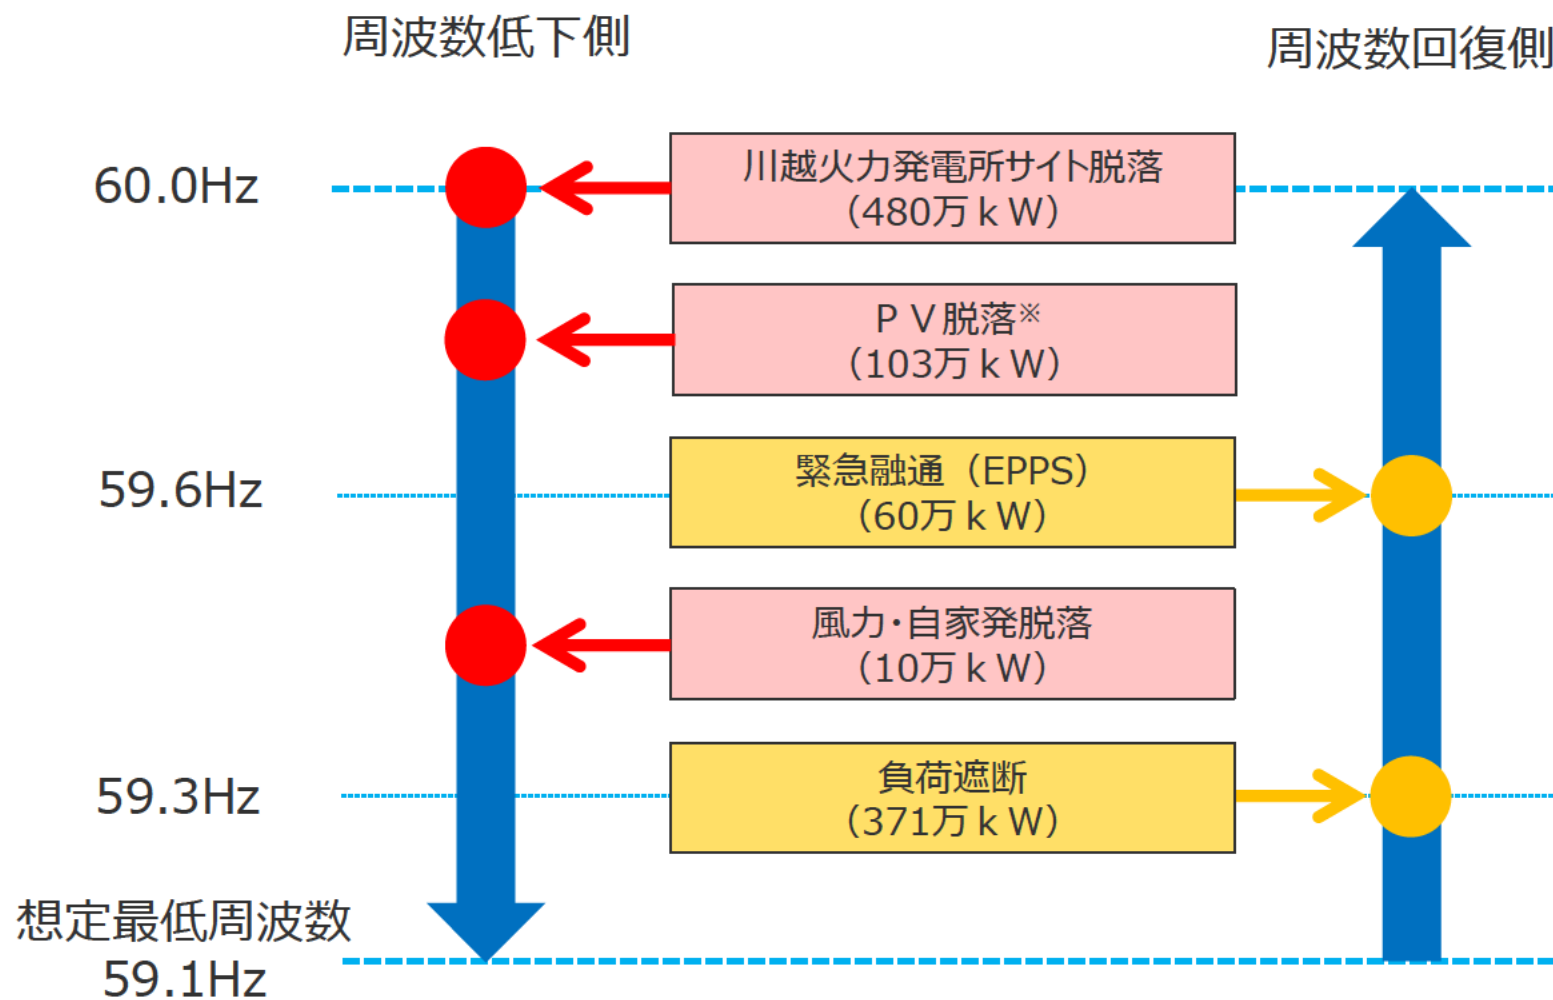 周波数低下側
周波数回復側
60.0Hz
川越火力発電所サイト脱落
（480万ｋW）
ＰＶ脱落※
（103万ｋW）
59.6Hz
緊急融通（EPPS）
（60万ｋW）
風力・自家発脱落
（10万ｋW）
59.3Hz
負荷遮断
（371万ｋW）
想定最低周波数
59.1Hz